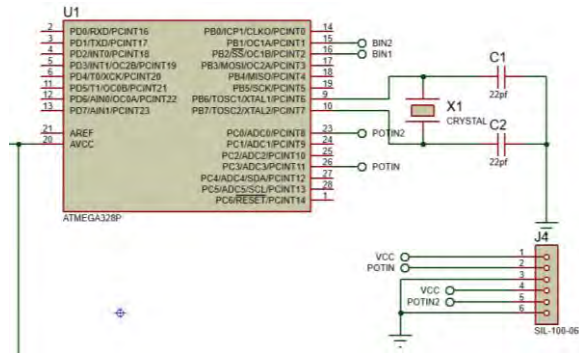 U1
2 PD0/RXD/PCINT16 PB0/ICP1/CLKO/PCINT0 14
3 PD1/TXD/PCINT17 PB1/OC1A/PCINT1 15 BIN2
4 PD2/INT0/PCINT18 PB2/SS/OC1B/PCINT2 16 BIN1
5 PD3/INT1/OC2B/PCINT19 PB3/MOSI/OC2A/PCINT3 17
6 PD4/T0/XCK/PCINT20 PB4/MISO/PCINT4 18
11 PD5/T1/OC0B/PCINT21 PB5/SCK/PCINT5 19
12 PD6/AIN0/OC0A/PCINT22 PB6/TOSC1/XTAL1/PCINT6 9
13 PD7/AIN1/PCINT23 PB7/TOSC2/XTAL2/PCINT7 10
21 AREF PC0/ADC0/PCINT8 23 POTIN2
20 AVCC PC1/ADC1/PCINT9 24
PC2/ADC2/PCINT10 25
PC3/ADC3/PCINT11 26 POTIN
PC4/ADC4/SDA/PCINT12 27
PC5/ADC5/SCL/PCINT13 28
PC6/RESET/PCINT14 1
ATMEGA328P
C1
22pf
X1
CRYSTAL
C2
22pf
J4
VCC 1
POTIN 2
3
VCC 4
POTIN2 5
6
SIL-100-06